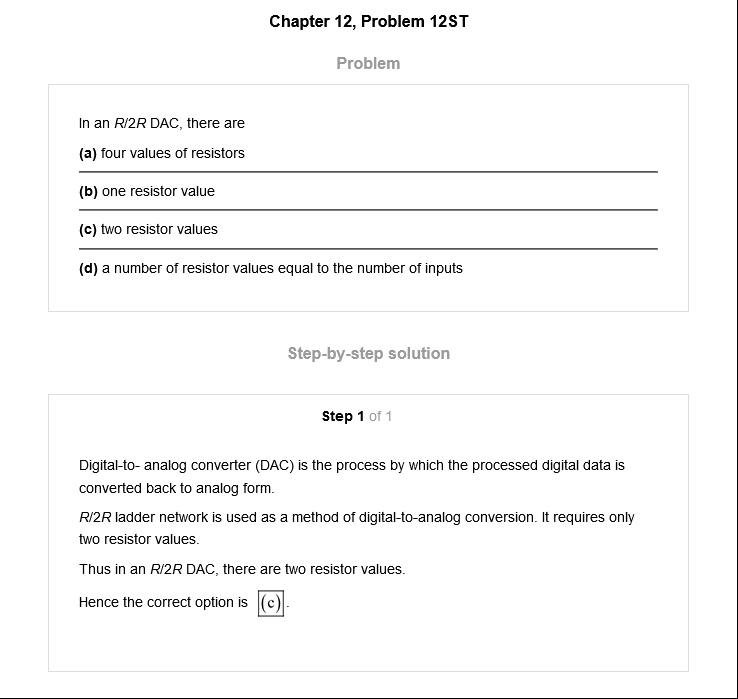 Chapter 12, Problem 12ST
Problem
In an R/2R DAC, there are
(a) four values of resistors
(b) one resistor value
(c) two resistor values
(d) a number of resistor values equal to the number of inputs
Step-by-step solution
Step 1 of 1
Digital-to- analog converter (DAC) is the process by which the processed digital data is
converted back to analog form.
R/2R ladder network is used as a method of digital-to-analog conversion. It requires only
two resistor values.
Thus in an R/2R DAC, there are two resistor values.
Hence the correct option is (c).